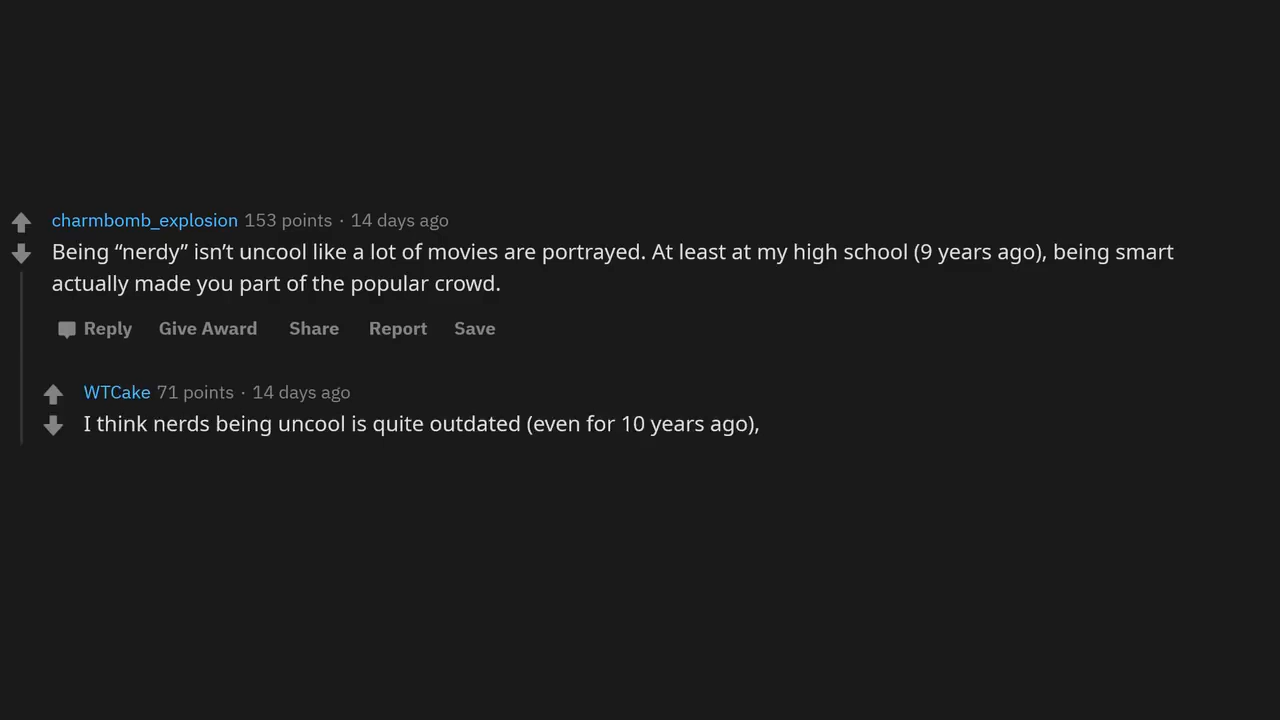 charmbomb_explosion 153 points · 14 days ago
Being “nerdy” isn’t uncool like a lot of movies are portrayed. At least at my high school (9 years ago), being smart
actually made you part of the popular crowd.
Reply Give Award Share Report Save
WTCake 71 points · 14 days ago
I think nerds being uncool is quite outdated (even for 10 years ago),